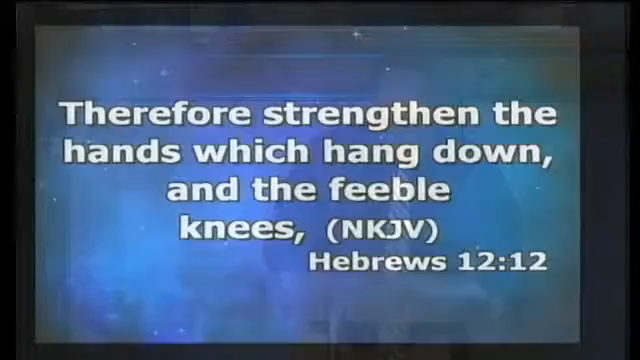 Therefore strengthen the
hands which hang down,
and the feeble
knees, (NKJV)
Hebrews 12:12